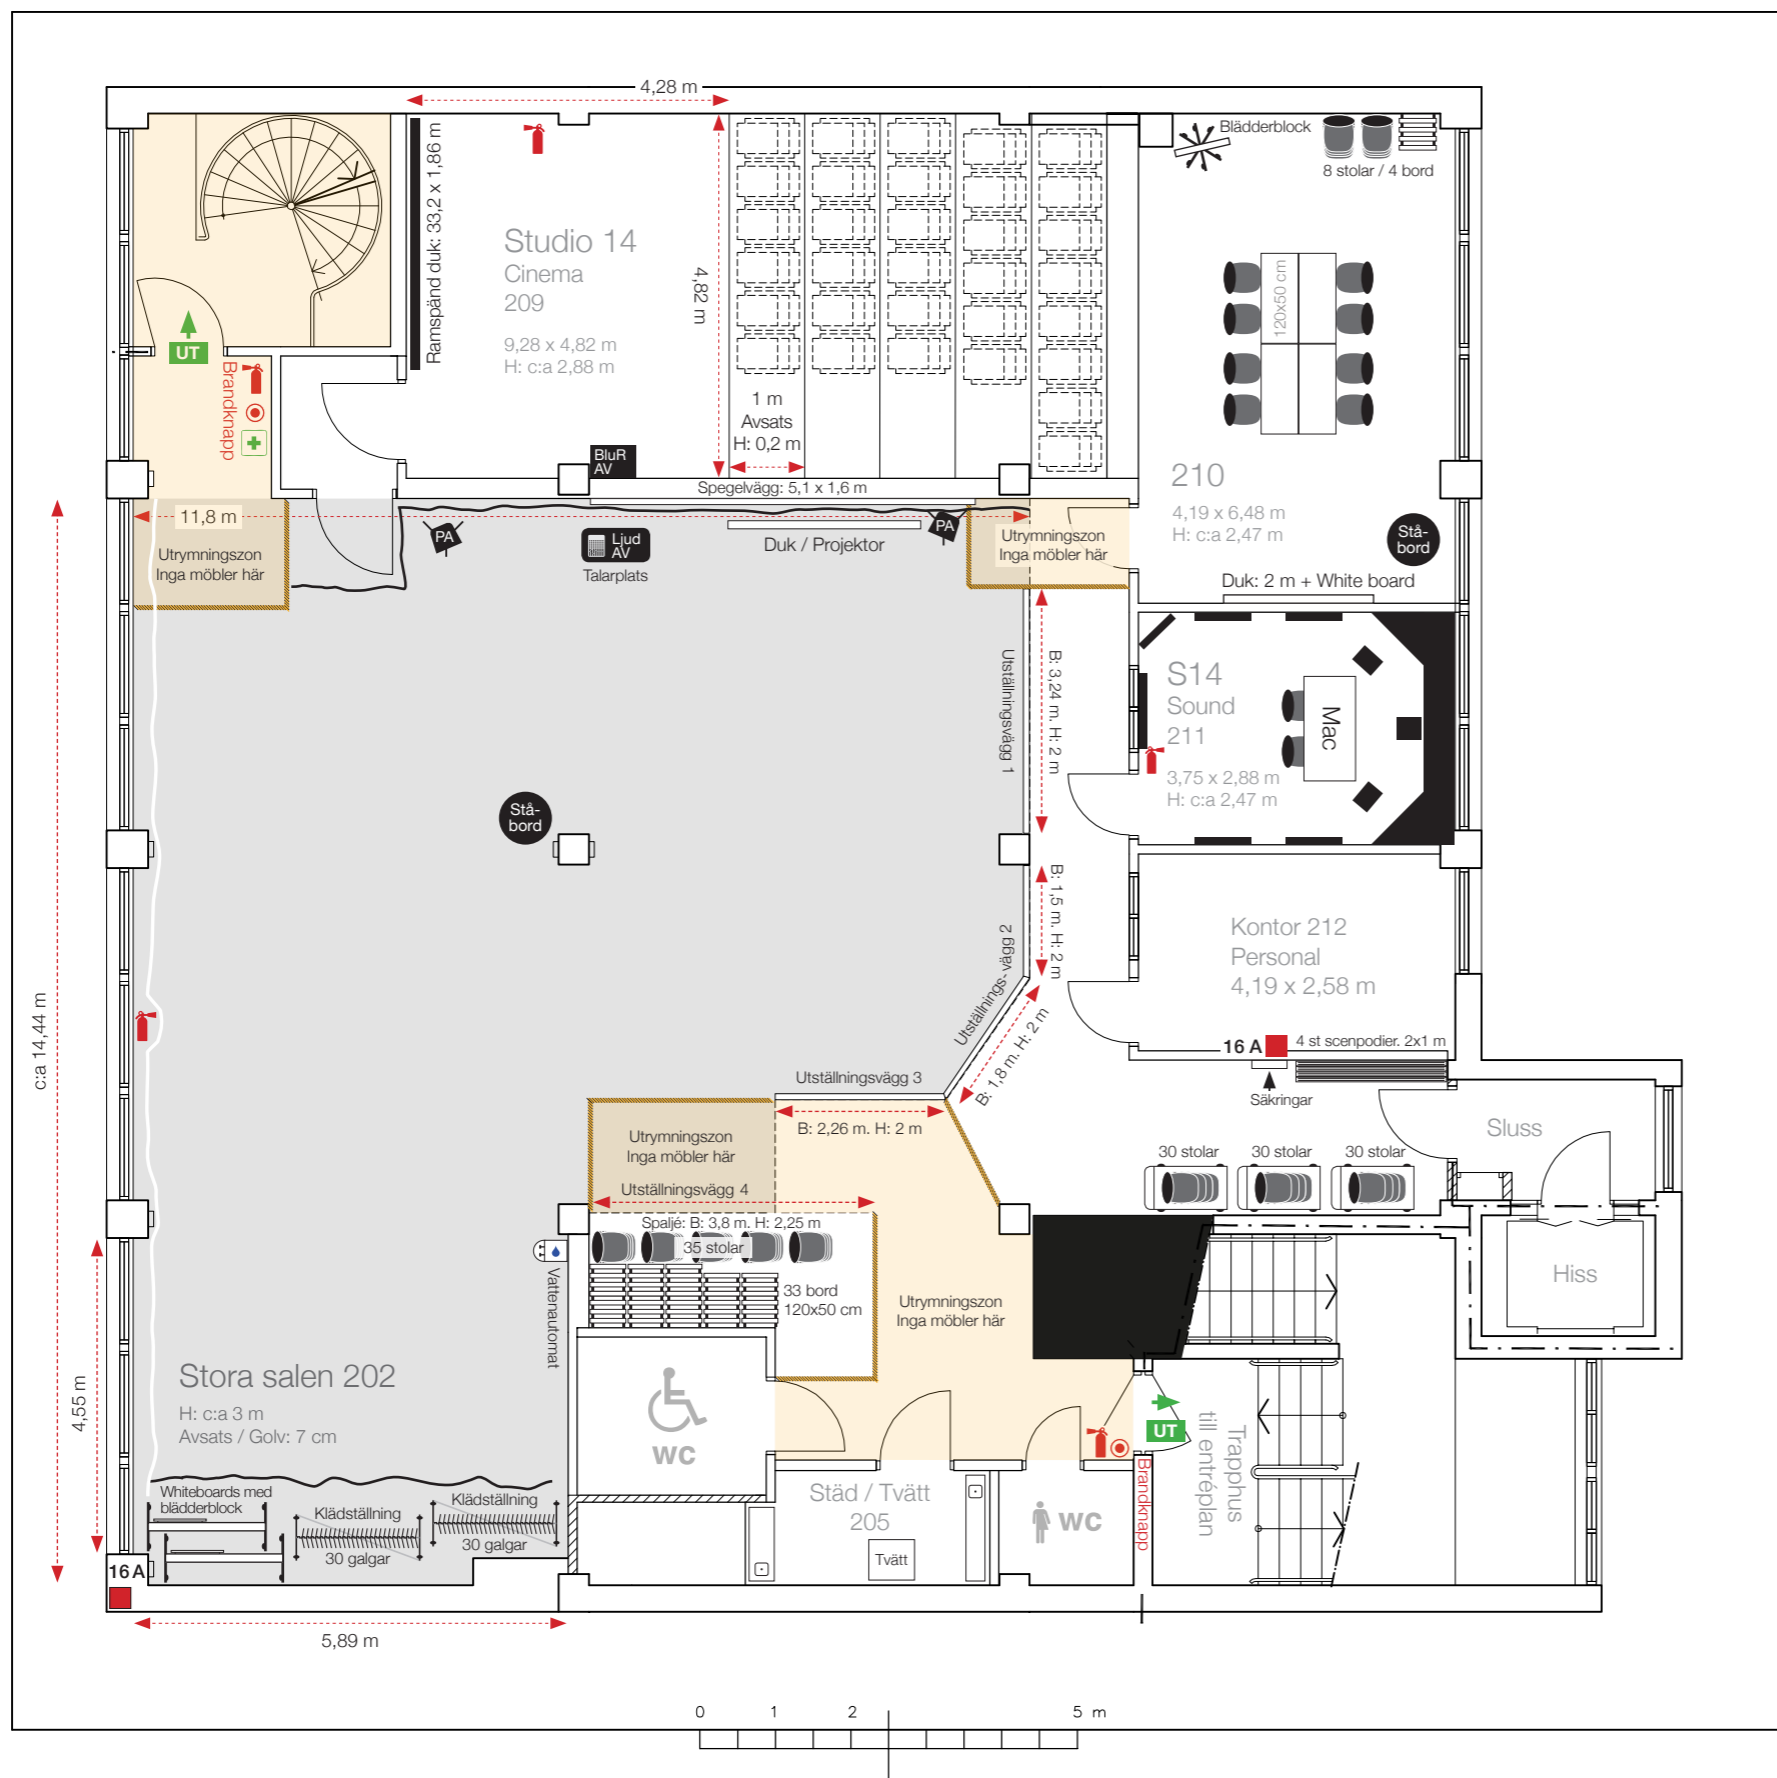 4,28 m
Ramspänd duk: 33,2 x 1,86 m
Studio 14
Cinema
209
9,28 x 4,82 m
H: c:a 2,88 m
4,82 m
1 m
Avsats
H: 0,2 m
BluR
AV
Spegelvägg: 5,1 x 1,6 m
Blädderblock
8 stolar / 4 bord
120x50 cm
210
4,19 x 6,48 m
H: c:a 2,47 m
Stå-
bord
Duk: 2 m + White board
UT
Brandknapp
11,8 m
Utrymningszon
Inga möbler här
PA
Ljud
AV
Talarplats
Duk / Projektor
PA
Utrymningszon
Inga möbler här
Utställningsvägg 1
B: 3,24 m. H: 2 m
S14
Sound
211
3,75 x 2,88 m
H: c:a 2,47 m
Mac
Stå-
bord
B: 1,5 m. H: 2 m
Utställnings-vägg 2
B: 1,8 m. H: 2 m
Kontor 212
Personal
4,19 x 2,58 m
16 A
4 st scenpodier. 2x1 m
Säkringar
Sluss
30 stolar
30 stolar
30 stolar
Hiss
c:a 14,44 m
Utställningsvägg 3
B: 2,26 m. H: 2 m
Utrymningszon
Inga möbler här
Utställningsvägg 4
Spaljé: B: 3,8 m. H: 2,25 m
35 stolar
33 bord
120x50 cm
Vattenautomat
Utrymningszon
Inga möbler här
Stora salen 202
H: c:a 3 m
Avsats / Golv: 7 cm
4,55 m
wc
UT
Brandknapp
Trapphus
till entréplan
Whiteboards med
blädderblock
Klädställning
30 galgar
Klädställning
30 galgar
Städ / Tvätt
205
Tvätt
wc
16 A
5,89 m
0 1 2 5 m